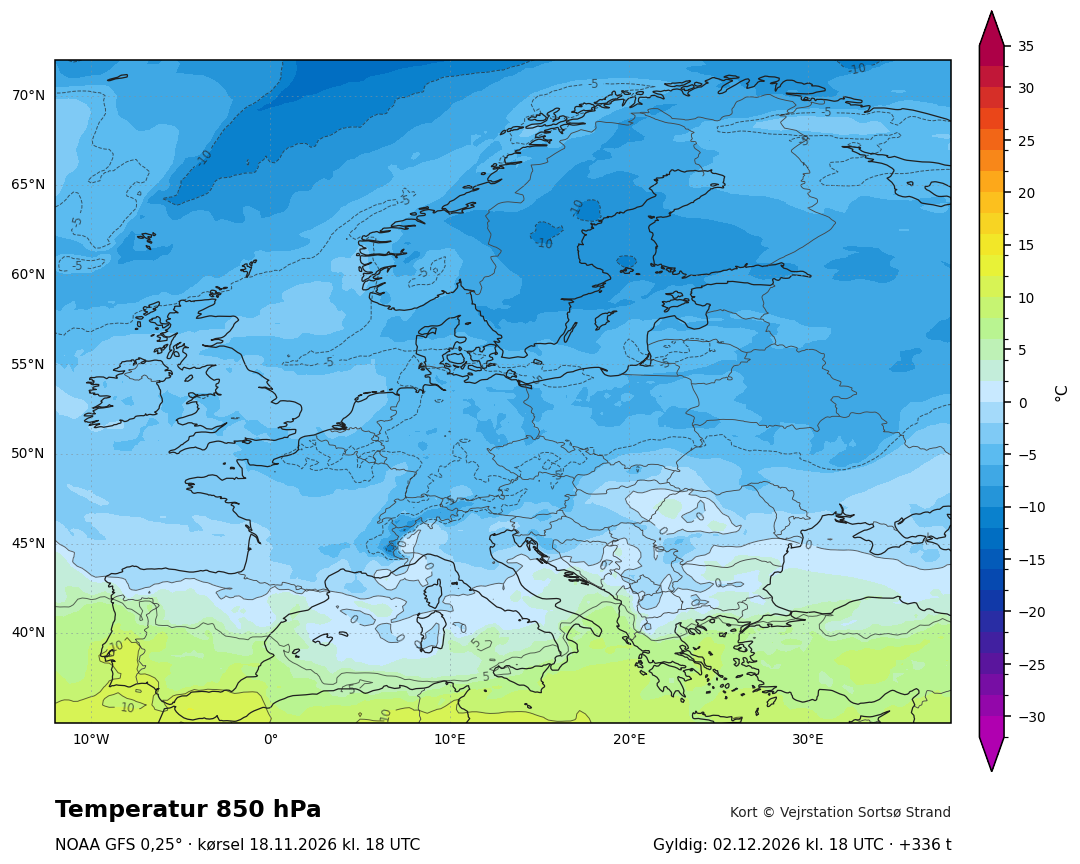 70°N
65°N
60°N
55°N
50°N
45°N
40°N
10°W 0° 10°E 20°E 30°E
35
30
25
20
15
10
5
0
−5
−10
−15
−20
−25
−30
°C
Temperatur 850 hPa
Kort © Vejrstation Sortsø Strand
NOAA GFS 0,25° · kørsel 18.11.2026 kl. 18 UTC
Gyldig: 02.12.2026 kl. 18 UTC · +336 t